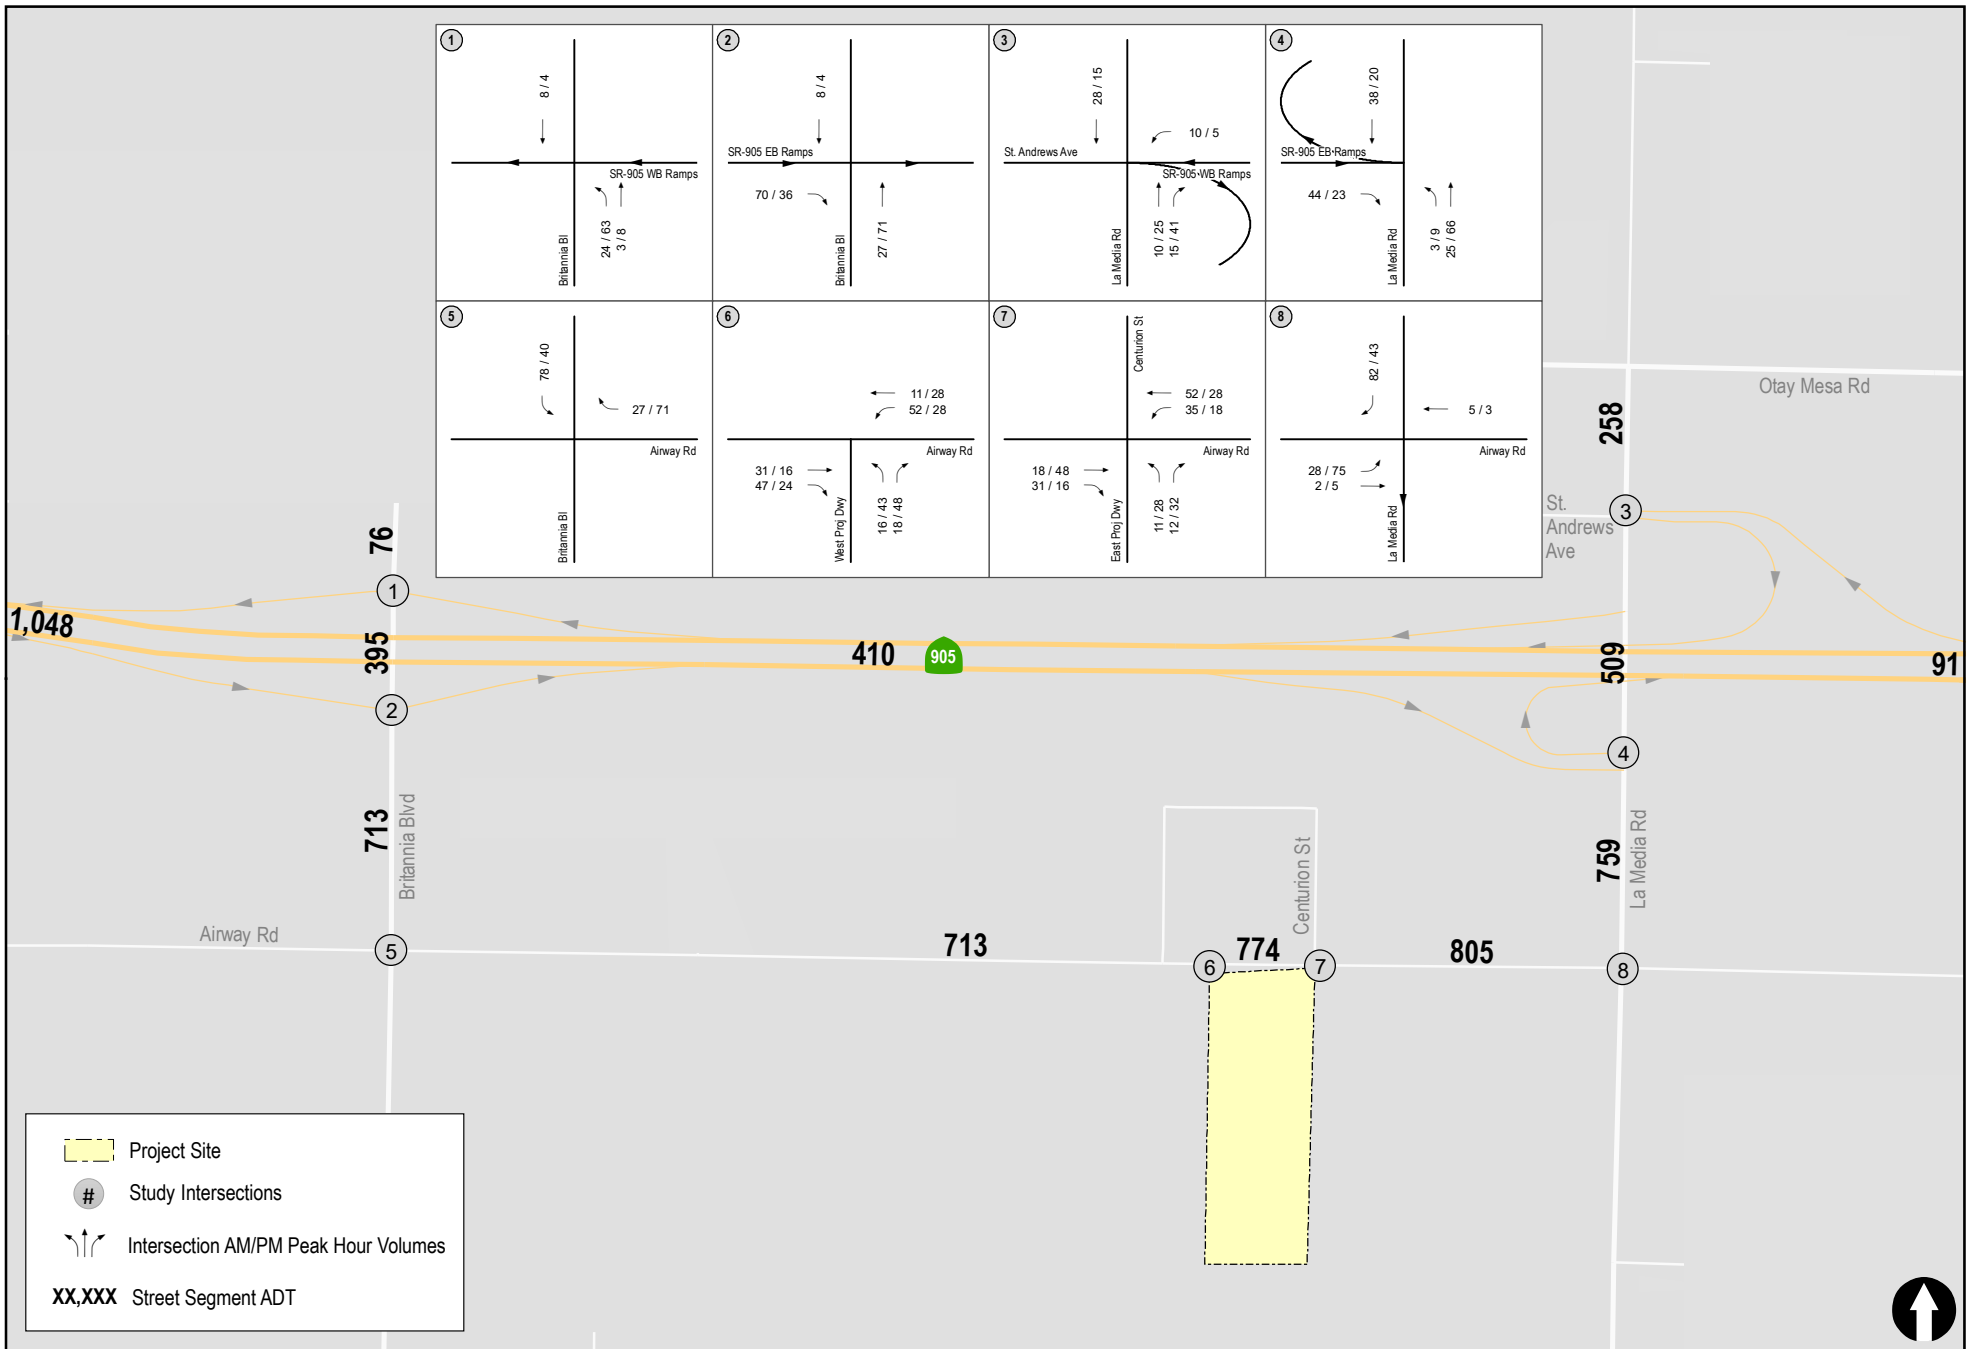 1
8 / 4
SR-905 WB Ramps
24 / 63
3 / 8
Britannia Bl
2
8 / 4
SR-905 EB Ramps
70 / 36
27 / 71
Britannia Bl
3
28 / 15
10 / 5
St. Andrews Ave
SR-905 WB Ramps
10 / 25
15 / 41
La Media Rd
4
38 / 20
SR-905 EB Ramps
44 / 23
3 / 9
25 / 66
La Media Rd
5
78 / 40
27 / 71
Airway Rd
Britannia Bl
6
11 / 28
52 / 28
Airway Rd
31 / 16
47 / 24
16 / 43
18 / 48
West Proj Dwy
7
Centurion St
52 / 28
35 / 18
Airway Rd
18 / 48
31 / 16
11 / 28
12 / 32
East Proj Dwy
8
82 / 43
5 / 3
Airway Rd
28 / 75
2 / 5
La Media Rd
Otay Mesa Rd
258
St.
Andrews
Ave
3
76
1
1,048
395
410
905
509
91
2
4
713
Britannia Blvd
759
La Media Rd
Centurion St
Airway Rd
5
713
6
774
7
805
8
Project Site
# Study Intersections
Intersection AM/PM Peak Hour Volumes
XX,XXX Street Segment ADT